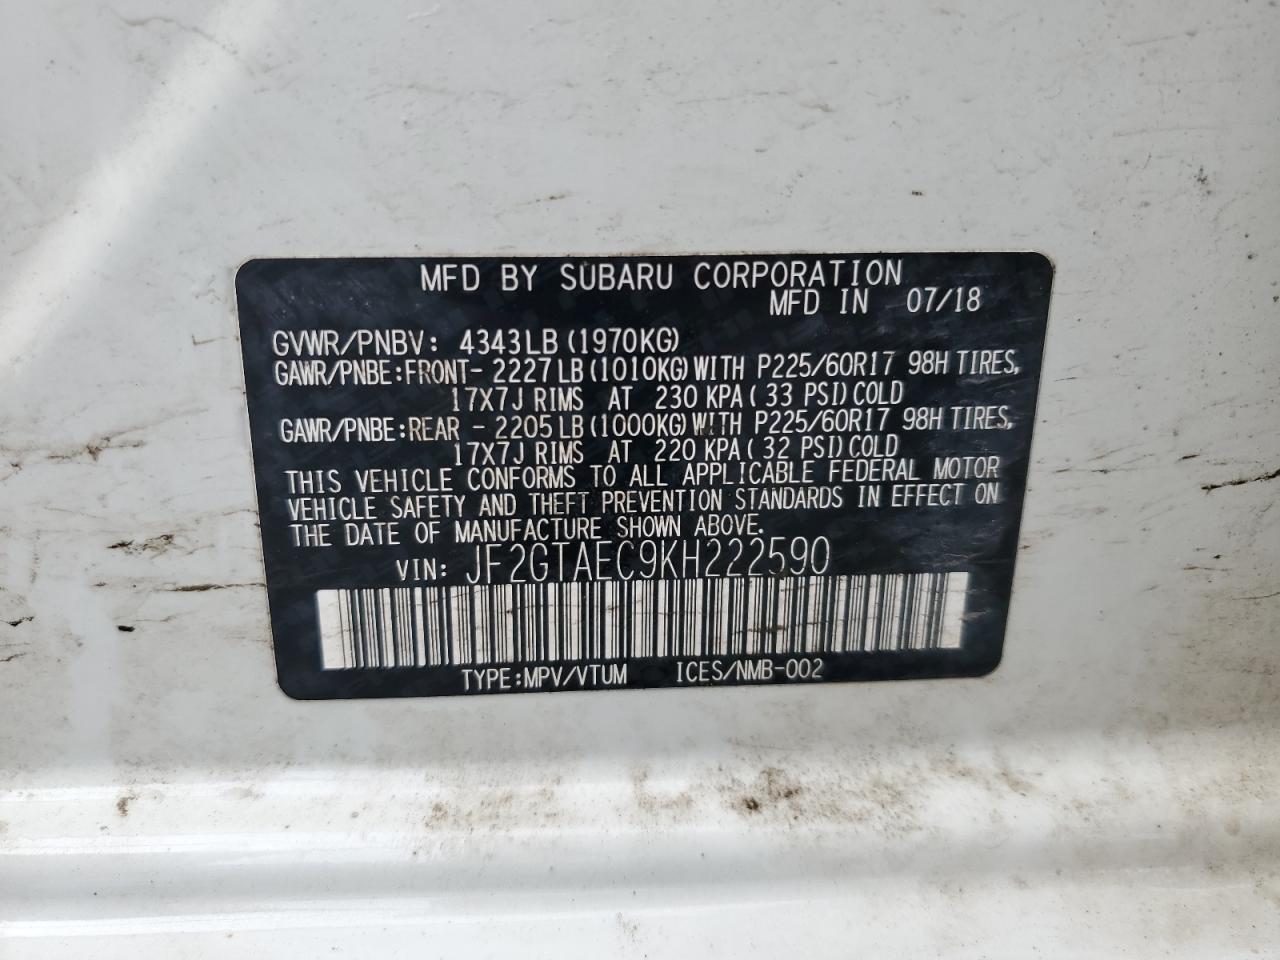 MFD BY SUBARU CORPORATION
MFD IN 07/18
GVWR/PNBV: 4343LB(1970KG)
GAWR/PNBE:FRONT-2227LB(1010KG)WITH P225/60R17 98H TIRES,
17X7J RIMS AT 230 KPA(33 PSI)COLD
GAWR/PNBE:REAR -2205LB(1000KG)WITH P225/60R17 98H TIRES,
17X7J RIMS AT 220 KPA(32 PSI)COLD
THIS VEHICLE CONFORMS TO ALL APPLICABLE FEDERAL MOTOR
VEHICLE SAFETY AND THEFT PREVENTION STANDARDS IN EFFECT ON
THE DATE OF MANUFACTURE SHOWN ABOVE.
VIN: JF2GTAEC9KH222590
TYPE:MPV/VTUM ICES/NMB-002